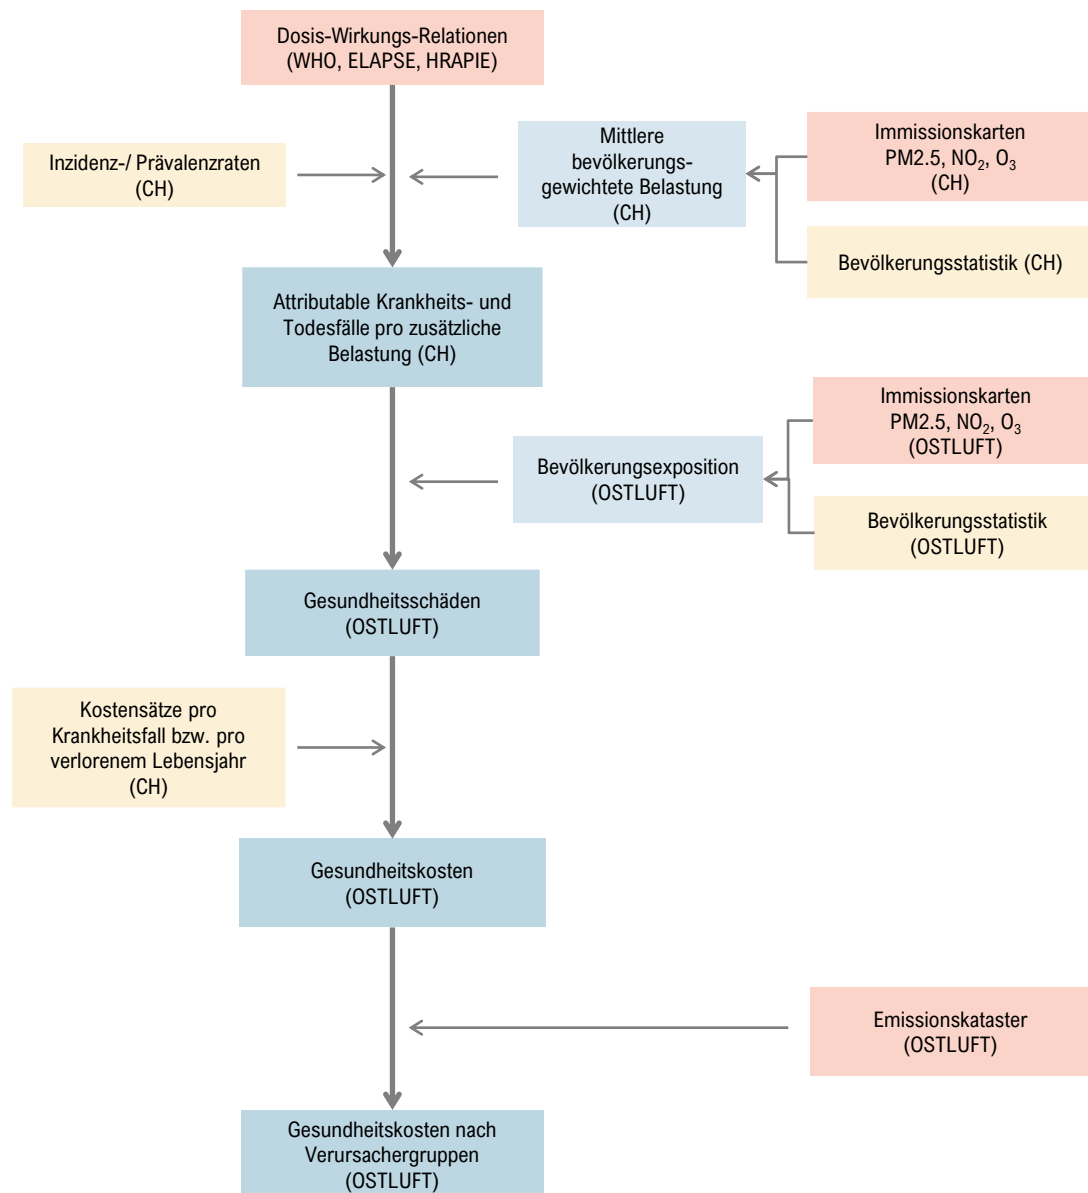 Dosis-Wirkungs-Relationen
(WHO, ELAPSE, HRAPIE)
Inzidenz-/ Prävalenzraten
(CH)
Mittlere
bevölkerungs-
gewichtete Belastung
(CH)
Immissionskarten
PM2.5, NO₂, O₃
(CH)
Bevölkerungsstatistik (CH)
Attributable Krankheits- und
Todesfälle pro zusätzliche
Belastung (CH)
Immissionskarten
PM2.5, NO₂, O₃
(OSTLUFT)
Bevölkerungsexposition
(OSTLUFT)
Bevölkerungsstatistik
(OSTLUFT)
Gesundheitsschäden
(OSTLUFT)
Kostensätze pro
Krankheitsfall bzw. pro
verlorenem Lebensjahr
(CH)
Gesundheitskosten
(OSTLUFT)
Emissionskataster
(OSTLUFT)
Gesundheitskosten nach
Verursachergruppen
(OSTLUFT)